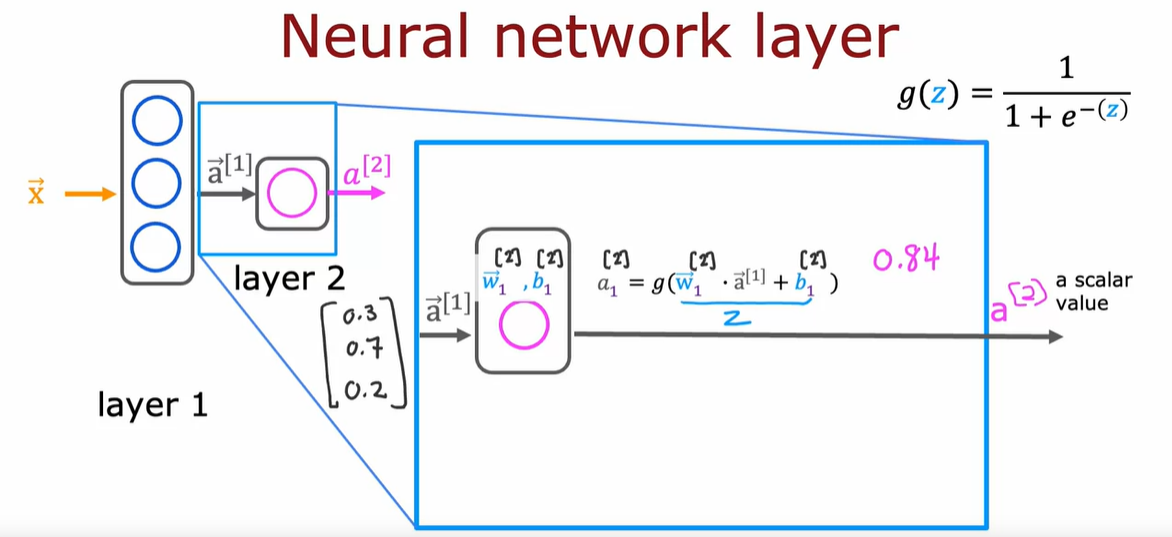 Neural network layer
g(z) = 1 / (1 + e^-(z))
x⃗
a⃗^[1]
a^[2]
layer 2
layer 1
[0.3
0.7
0.2]
a⃗^[1]
w⃗₁^[2], b₁^[2]
a₁^[2] = g(w⃗₁^[2] · a⃗^[1] + b₁^[2])
z
0.84
a^[2]
a scalar
value